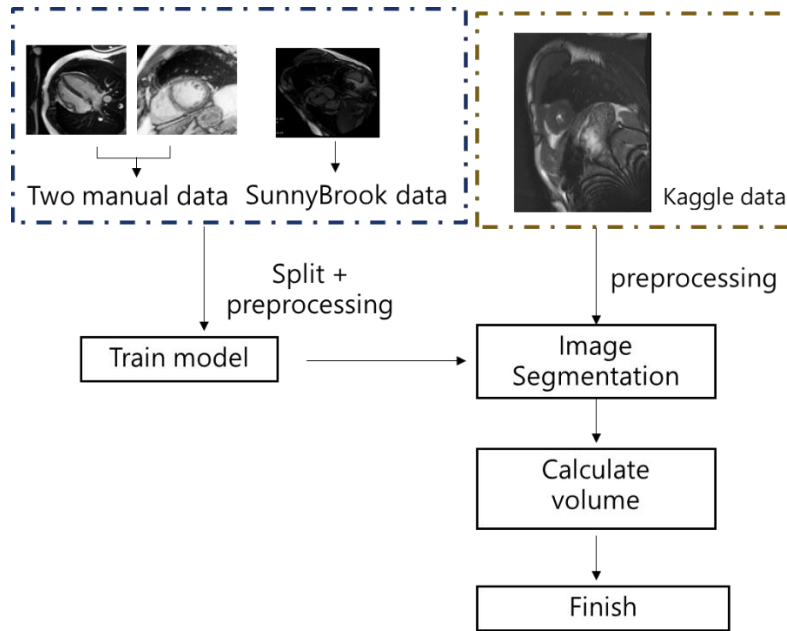 Two manual data
SunnyBrook data
Kaggle data
Split +
preprocessing
preprocessing
Train model
Image
Segmentation
Calculate
volume
Finish